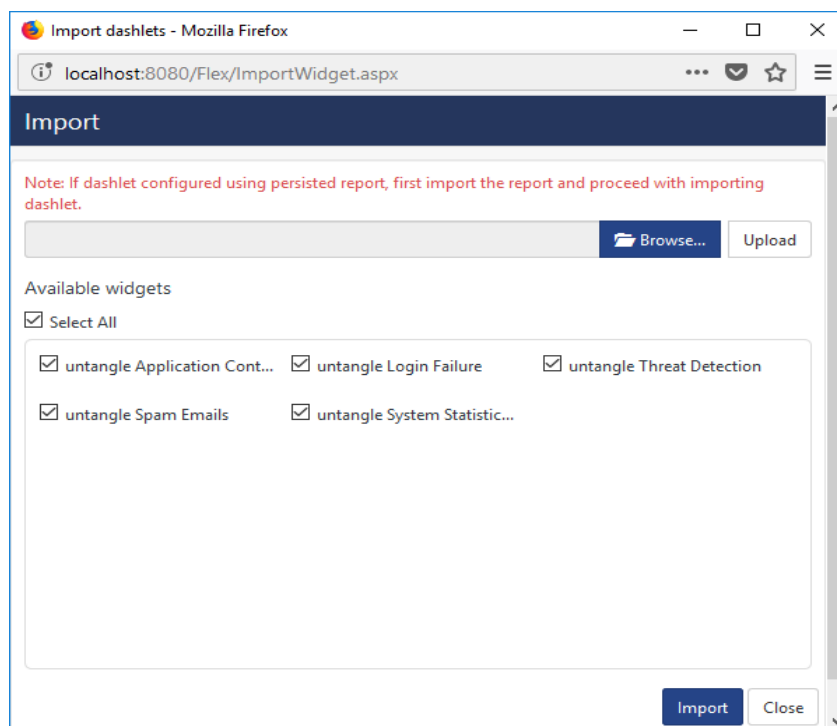 Import dashlets - Mozilla Firefox
localhost:8080/Flex/ImportWidget.aspx
Import
Note: If dashlet configured using persisted report, first import the report and proceed with importing
dashlet.
Browse... Upload
Available widgets
Select All
untangle Application Cont... untangle Login Failure untangle Threat Detection
untangle Spam Emails untangle System Statistic...
Import Close